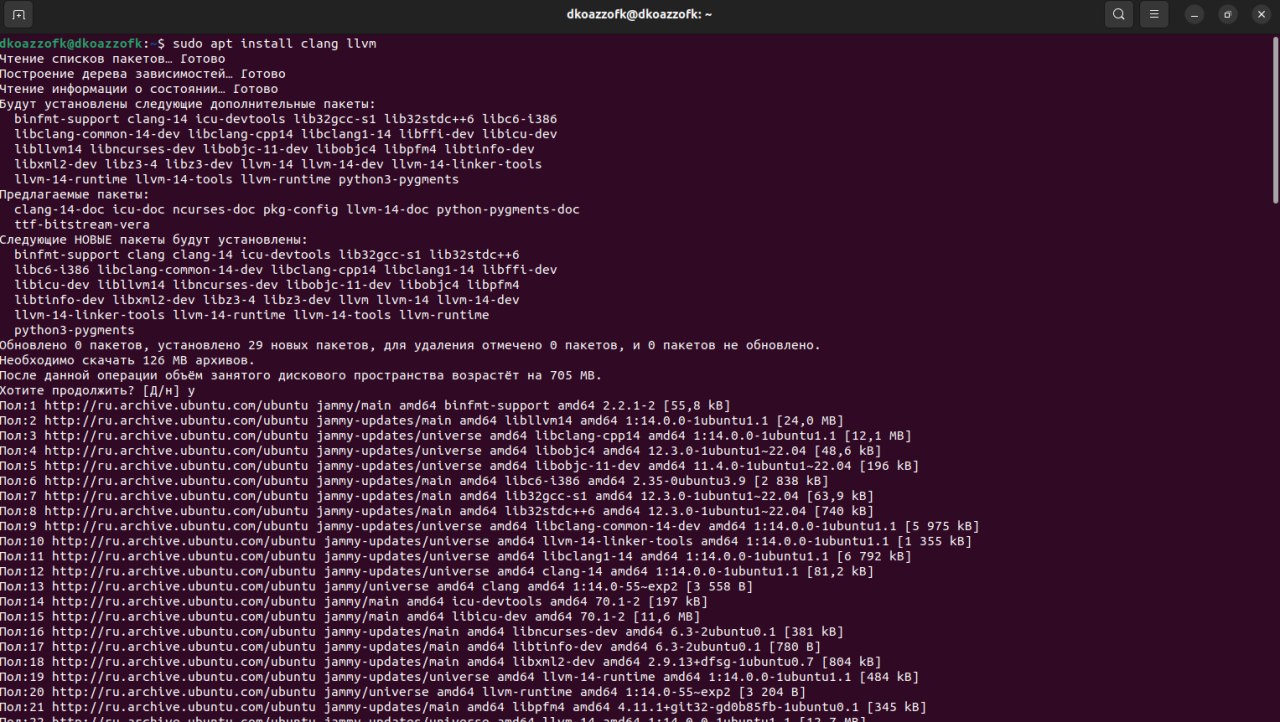 dkoazzofk@dkoazzofk: ~
dkoazzofk@dkoazzofk:~$ sudo apt install clang llvm
Чтение списков пакетов… Готово
Построение дерева зависимостей… Готово
Чтение информации о состоянии… Готово
Будут установлены следующие дополнительные пакеты:
  binfmt-support clang-14 icu-devtools lib32gcc-s1 lib32stdc++6 libc6-i386
  libclang-common-14-dev libclang-cpp14 libclang1-14 libffi-dev libicu-dev
  libllvm14 libncurses-dev libobjc-11-dev libobjc4 libpfm4 libtinfo-dev
  libxml2-dev libz3-4 libz3-dev llvm-14 llvm-14-dev llvm-14-linker-tools
  llvm-14-runtime llvm-14-tools llvm-runtime python3-pygments
Предлагаемые пакеты:
  clang-14-doc icu-doc ncurses-doc pkg-config llvm-14-doc python-pygments-doc
  ttf-bitstream-vera
Следующие НОВЫЕ пакеты будут установлены:
  binfmt-support clang clang-14 icu-devtools lib32gcc-s1 lib32stdc++6
  libc6-i386 libclang-common-14-dev libclang-cpp14 libclang1-14 libffi-dev
  libicu-dev libllvm14 libncurses-dev libobjc-11-dev libobjc4 libpfm4
  libtinfo-dev libxml2-dev libz3-4 libz3-dev llvm llvm-14 llvm-14-dev
  llvm-14-linker-tools llvm-14-runtime llvm-14-tools llvm-runtime
  python3-pygments
Обновлено 0 пакетов, установлено 29 новых пакетов, для удаления отмечено 0 пакетов, и 0 пакетов не обновлено.
Необходимо скачать 126 MB архивов.
После данной операции объём занятого дискового пространства возрастёт на 705 MB.
Хотите продолжить? [Д/н] y
Пол:1 http://ru.archive.ubuntu.com/ubuntu jammy/main amd64 binfmt-support amd64 2.2.1-2 [55,8 kB]
Пол:2 http://ru.archive.ubuntu.com/ubuntu jammy-updates/main amd64 libllvm14 amd64 1:14.0.0-1ubuntu1.1 [24,0 MB]
Пол:3 http://ru.archive.ubuntu.com/ubuntu jammy-updates/universe amd64 libclang-cpp14 amd64 1:14.0.0-1ubuntu1.1 [12,1 MB]
Пол:4 http://ru.archive.ubuntu.com/ubuntu jammy-updates/universe amd64 libobjc4 amd64 12.3.0-1ubuntu1~22.04 [48,6 kB]
Пол:5 http://ru.archive.ubuntu.com/ubuntu jammy-updates/universe amd64 libobjc-11-dev amd64 11.4.0-1ubuntu1~22.04 [196 kB]
Пол:6 http://ru.archive.ubuntu.com/ubuntu jammy-updates/main amd64 libc6-i386 amd64 2.35-0ubuntu3.9 [2 838 kB]
Пол:7 http://ru.archive.ubuntu.com/ubuntu jammy-updates/main amd64 lib32gcc-s1 amd64 12.3.0-1ubuntu1~22.04 [63,9 kB]
Пол:8 http://ru.archive.ubuntu.com/ubuntu jammy-updates/main amd64 lib32stdc++6 amd64 12.3.0-1ubuntu1~22.04 [740 kB]
Пол:9 http://ru.archive.ubuntu.com/ubuntu jammy-updates/universe amd64 libclang-common-14-dev amd64 1:14.0.0-1ubuntu1.1 [5 975 kB]
Пол:10 http://ru.archive.ubuntu.com/ubuntu jammy-updates/universe amd64 llvm-14-linker-tools amd64 1:14.0.0-1ubuntu1.1 [1 355 kB]
Пол:11 http://ru.archive.ubuntu.com/ubuntu jammy-updates/universe amd64 libclang1-14 amd64 1:14.0.0-1ubuntu1.1 [6 792 kB]
Пол:12 http://ru.archive.ubuntu.com/ubuntu jammy-updates/universe amd64 clang-14 amd64 1:14.0.0-1ubuntu1.1 [81,2 kB]
Пол:13 http://ru.archive.ubuntu.com/ubuntu jammy/universe amd64 clang amd64 1:14.0-55~exp2 [3 558 B]
Пол:14 http://ru.archive.ubuntu.com/ubuntu jammy/main amd64 icu-devtools amd64 70.1-2 [197 kB]
Пол:15 http://ru.archive.ubuntu.com/ubuntu jammy/main amd64 libicu-dev amd64 70.1-2 [11,6 MB]
Пол:16 http://ru.archive.ubuntu.com/ubuntu jammy-updates/main amd64 libncurses-dev amd64 6.3-2ubuntu0.1 [381 kB]
Пол:17 http://ru.archive.ubuntu.com/ubuntu jammy-updates/main amd64 libtinfo-dev amd64 6.3-2ubuntu0.1 [780 B]
Пол:18 http://ru.archive.ubuntu.com/ubuntu jammy-updates/main amd64 libxml2-dev amd64 2.9.13+dfsg-1ubuntu0.7 [804 kB]
Пол:19 http://ru.archive.ubuntu.com/ubuntu jammy-updates/universe amd64 llvm-14-runtime amd64 1:14.0.0-1ubuntu1.1 [484 kB]
Пол:20 http://ru.archive.ubuntu.com/ubuntu jammy/universe amd64 llvm-runtime amd64 1:14.0-55~exp2 [3 204 B]
Пол:21 http://ru.archive.ubuntu.com/ubuntu jammy-updates/main amd64 libpfm4 amd64 4.11.1+git32-gd0b85fb-1ubuntu0.1 [345 kB]
Пол:22 http://ru.archive.ubuntu.com/ubuntu jammy-updates/universe amd64 llvm-14 amd64 1:14.0.0-1ubuntu1.1 [12,7 MB]